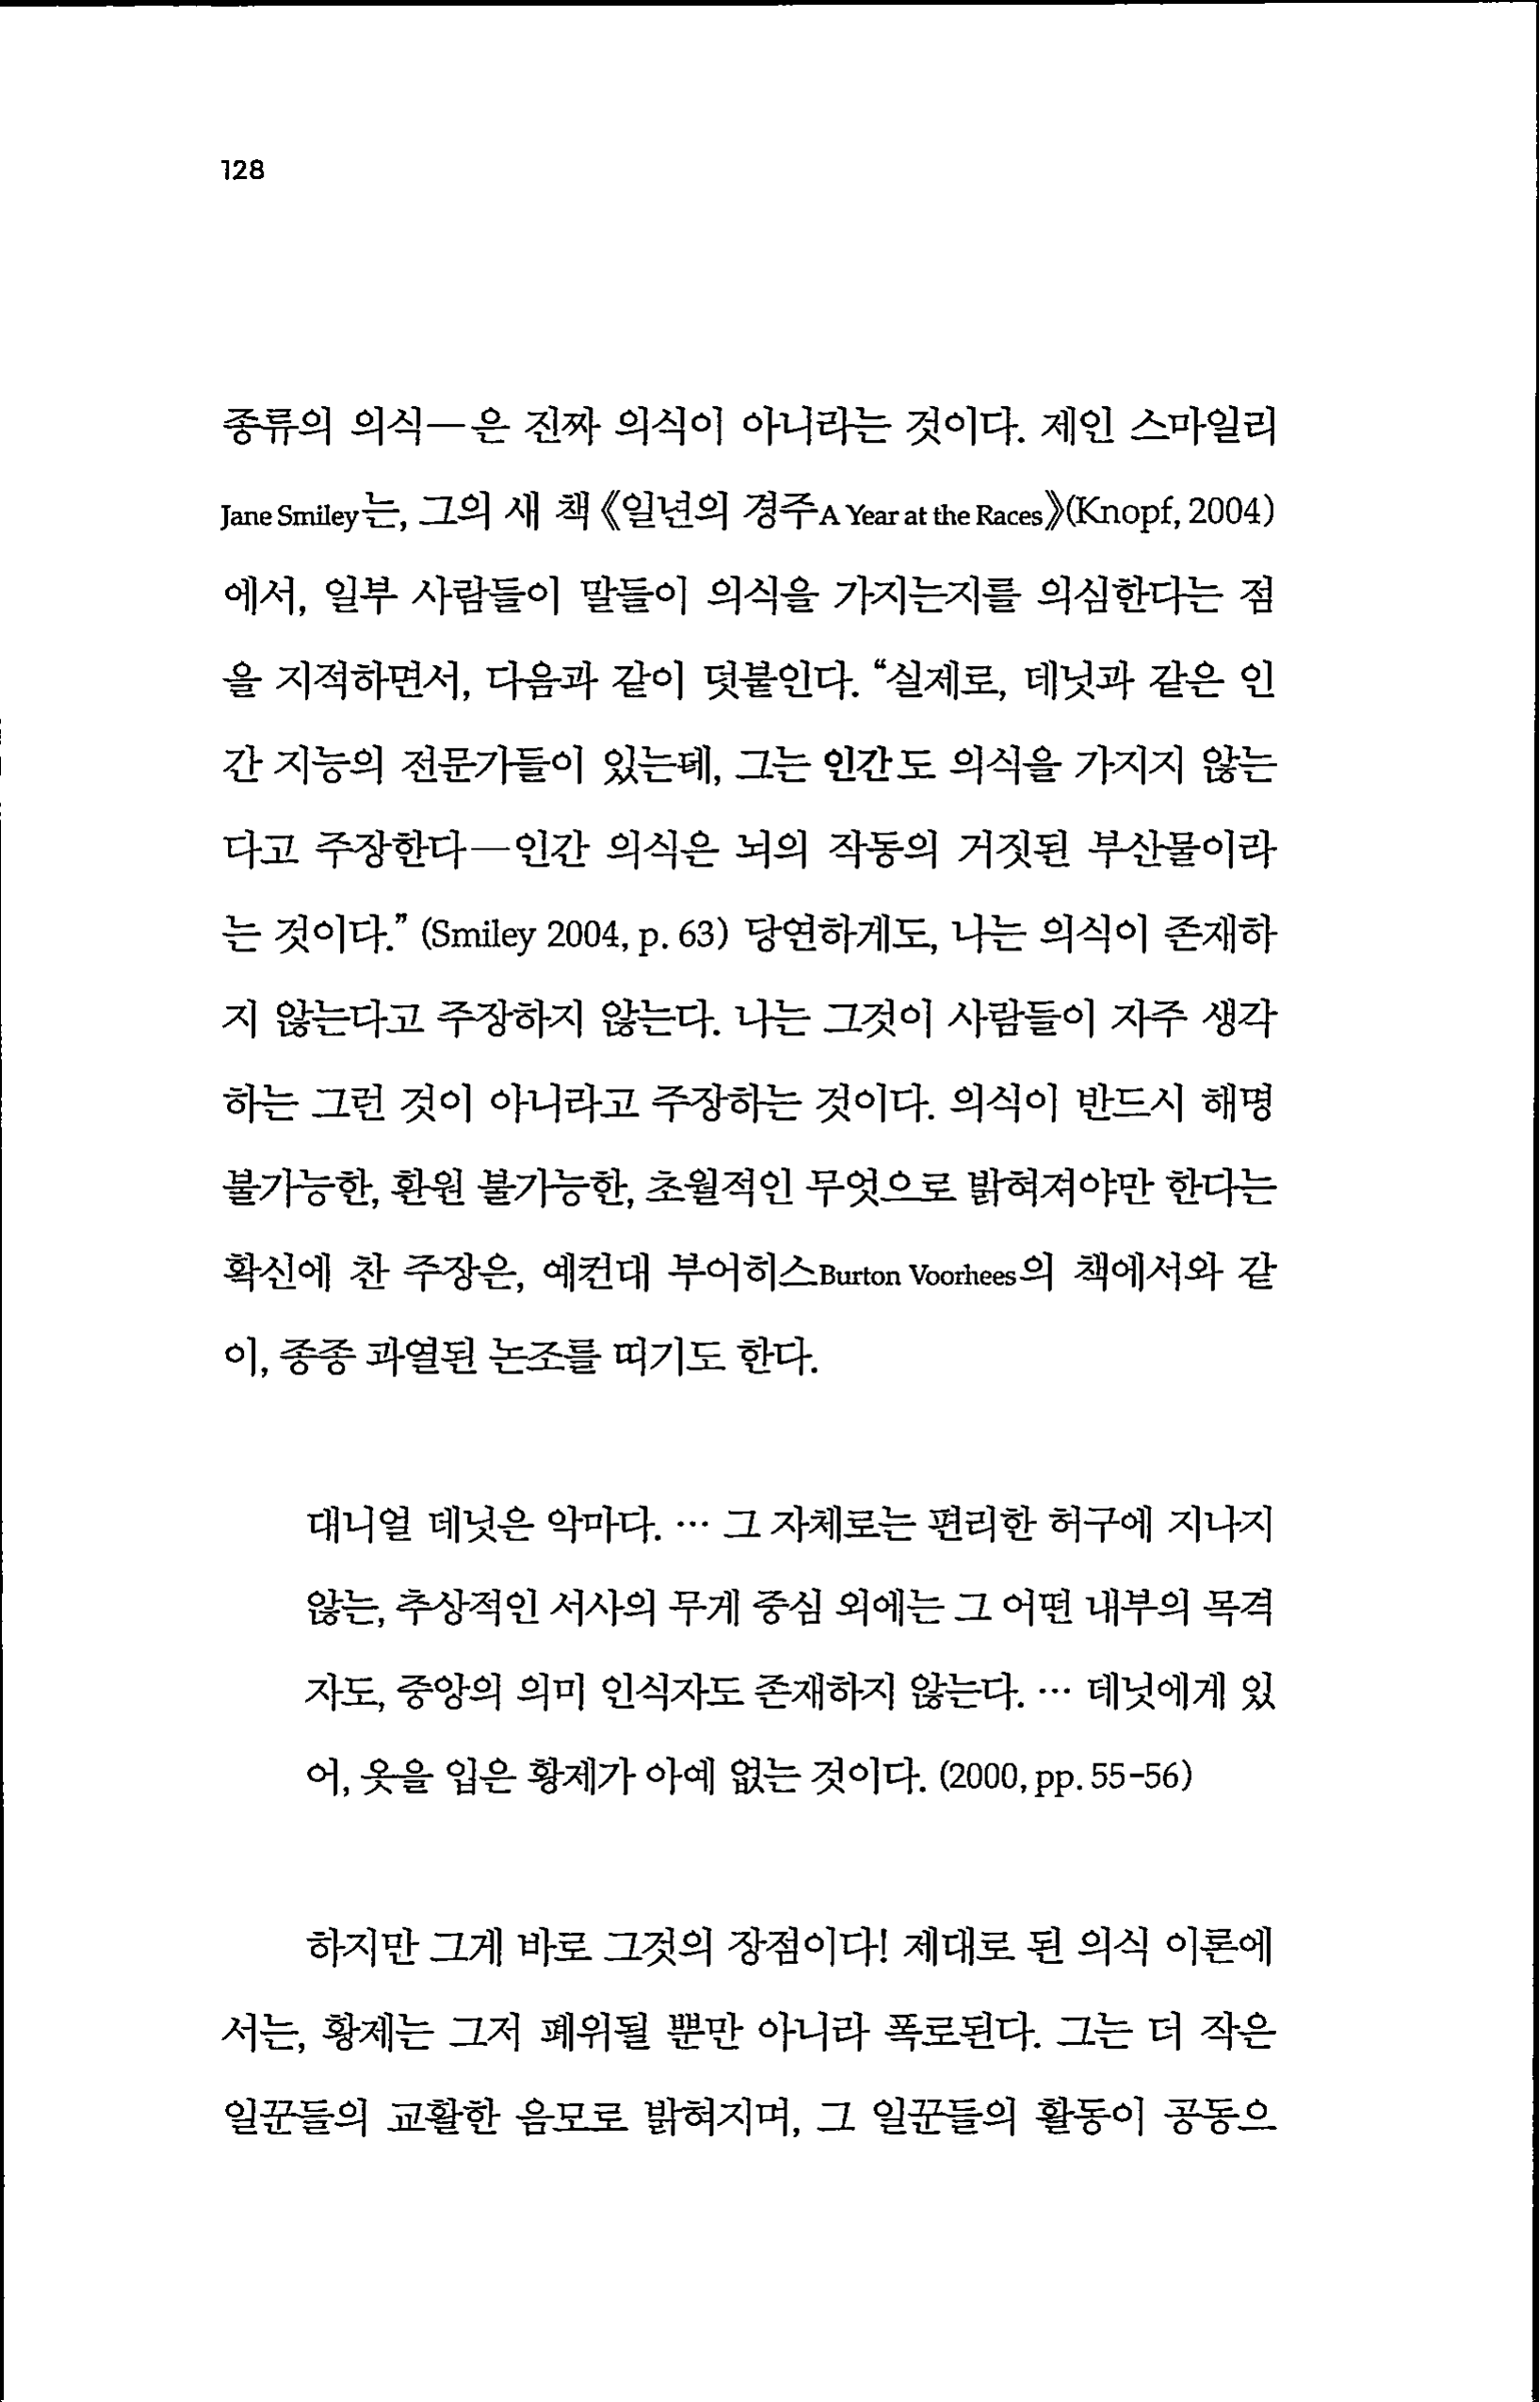 128
종류의 의식—은 진짜 의식이 아니라는 것이다. 제인 스마일리
Jane Smiley는, 그의 새 책 《일년의 경주A Year at the Races》(Knopf, 2004)
에서, 일부 사람들이 말들이 의식을 가지는지를 의심한다는 점
을 지적하면서, 다음과 같이 덧붙인다. “실제로, 데넛과 같은 인
간 지능의 전문가들이 있는데, 그는 인간도 의식을 가지지 않는
다고 주장한다—인간 의식은 뇌의 작동의 거짓된 부산물이라
는 것이다.” (Smiley 2004, p. 63) 당연하게도, 나는 의식이 존재하
지 않는다고 주장하지 않는다. 나는 그것이 사람들이 자주 생각
하는 그런 것이 아니라고 주장하는 것이다. 의식이 반드시 해명
불가능한, 환원 불가능한, 초월적인 무엇으로 밝혀져야만 한다는
확신에 찬 주장은, 예컨대 부어히스Burton Voorhees의 책에서와 같
이, 종종 과열된 논조를 띠기도 한다.
대니얼 데닛은 악마다. … 그 자체로는 편리한 허구에 지나지
않는, 추상적인 서사의 무게 중심 외에는 그 어떤 내부의 목격
자도, 중앙의 의미 인식자도 존재하지 않는다. … 데닛에게 있
어, 옷을 입은 황제가 아예 없는 것이다. (2000, pp. 55-56)
하지만 그게 바로 그것의 장점이다! 제대로 된 의식 이론에
서는, 황제는 그저 폐위될 뿐만 아니라 폭로된다. 그는 더 작은
일꾼들의 교활한 음모로 밝혀지며, 그 일꾼들의 활동이 공동으